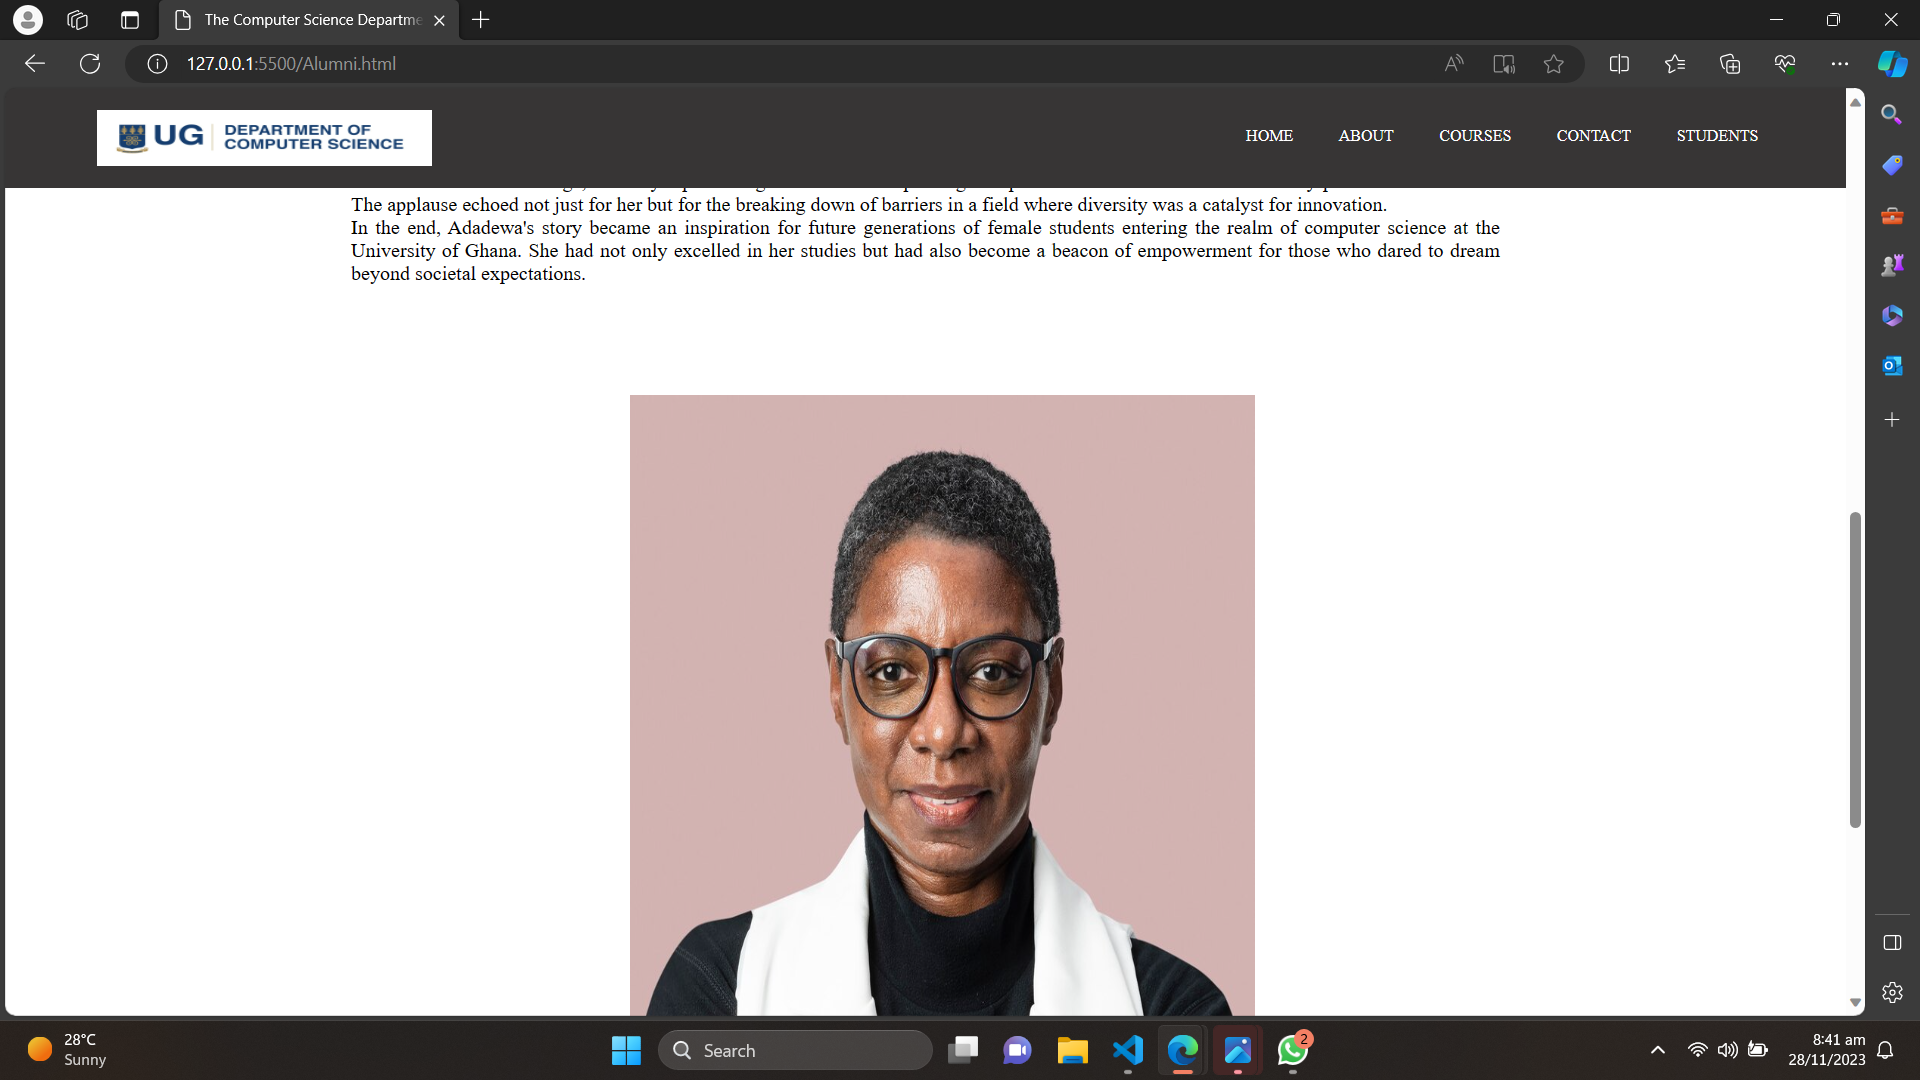 The Computer Science Departme
127.0.0.1:5500/Alumni.html
UG DEPARTMENT OF COMPUTER SCIENCE
HOME ABOUT COURSES CONTACT STUDENTS
The applause echoed not just for her but for the breaking down of barriers in a field where diversity was a catalyst for innovation.
In the end, Adadewa's story became an inspiration for future generations of female students entering the realm of computer science at the
University of Ghana. She had not only excelled in her studies but had also become a beacon of empowerment for those who dared to dream
beyond societal expectations.
28°C
Sunny
Search
2
8:41 am
28/11/2023